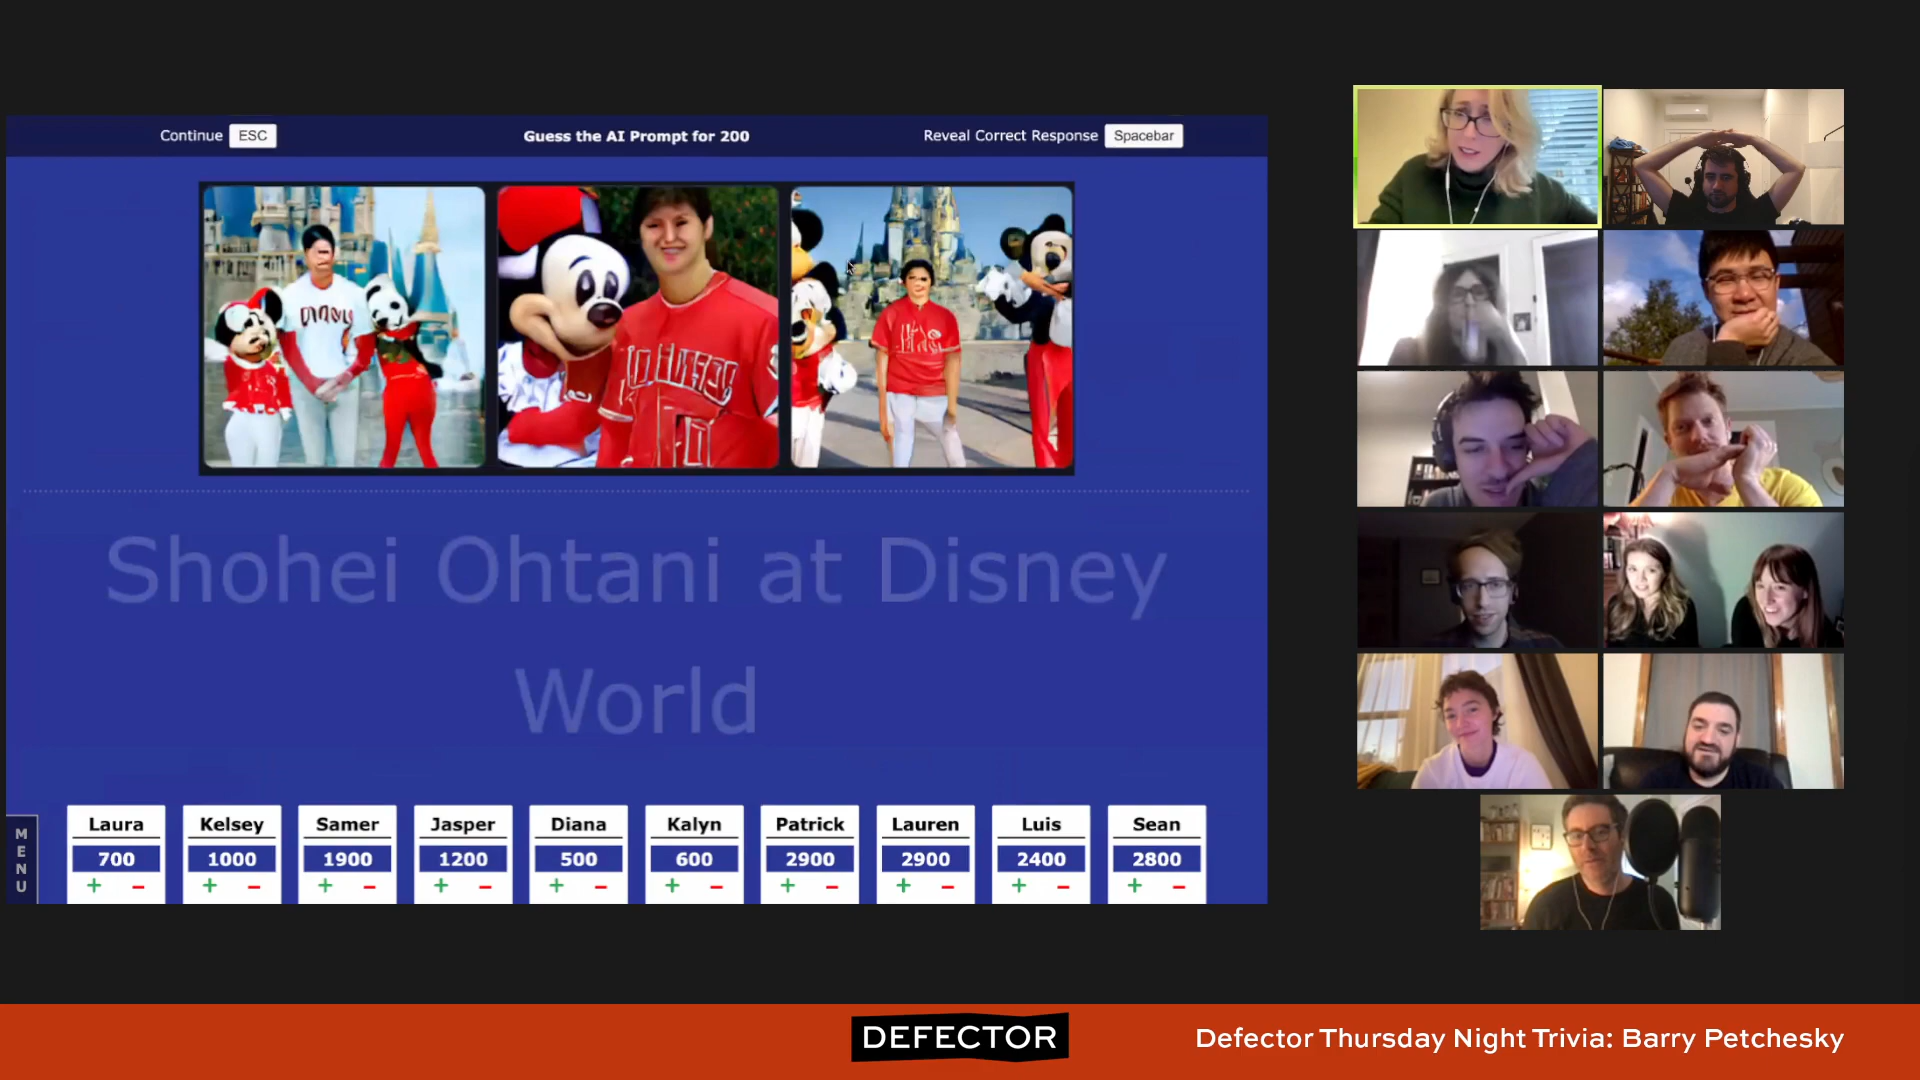 Continue ESC
Guess the AI Prompt for 200
Reveal Correct Response Spacebar
Shohei Ohtani at Disney
World
MENU
Laura Kelsey Samer Jasper Diana Kalyn Patrick Lauren Luis Sean
700 1000 1900 1200 500 600 2900 2900 2400 2800
+ − + − + − + − + − + − + − + − + − + −
DEFECTOR
Defector Thursday Night Trivia: Barry Petchesky